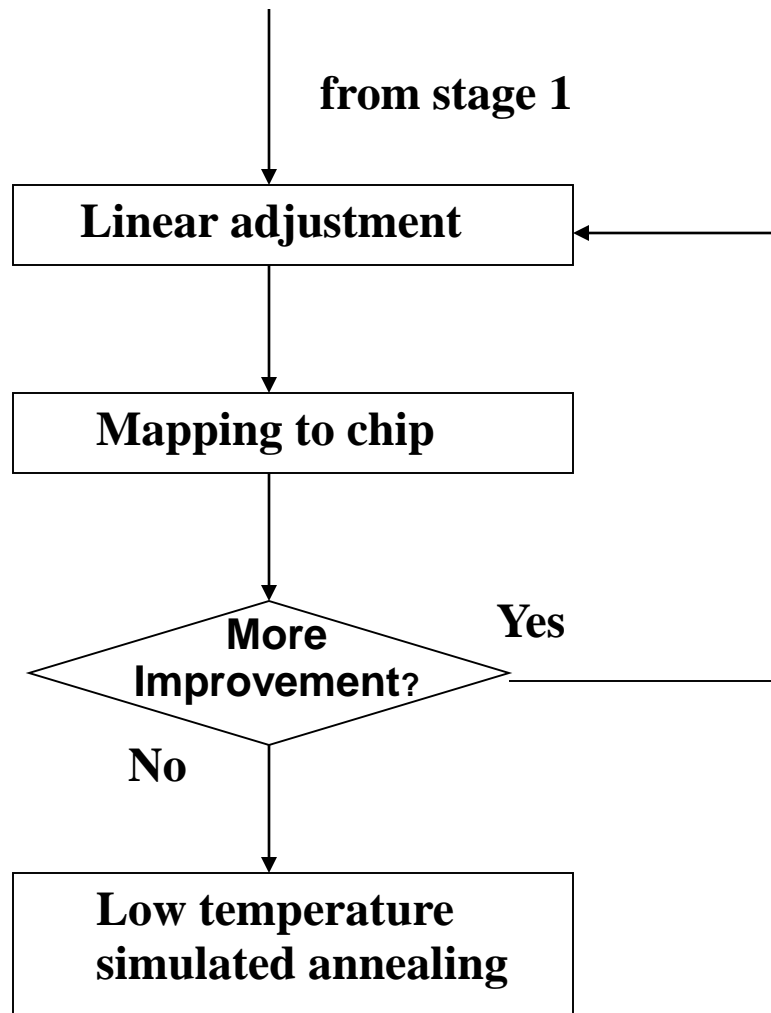 from stage 1
Linear adjustment
Mapping to chip
More
Improvement?
Yes
No
Low temperature
simulated annealing